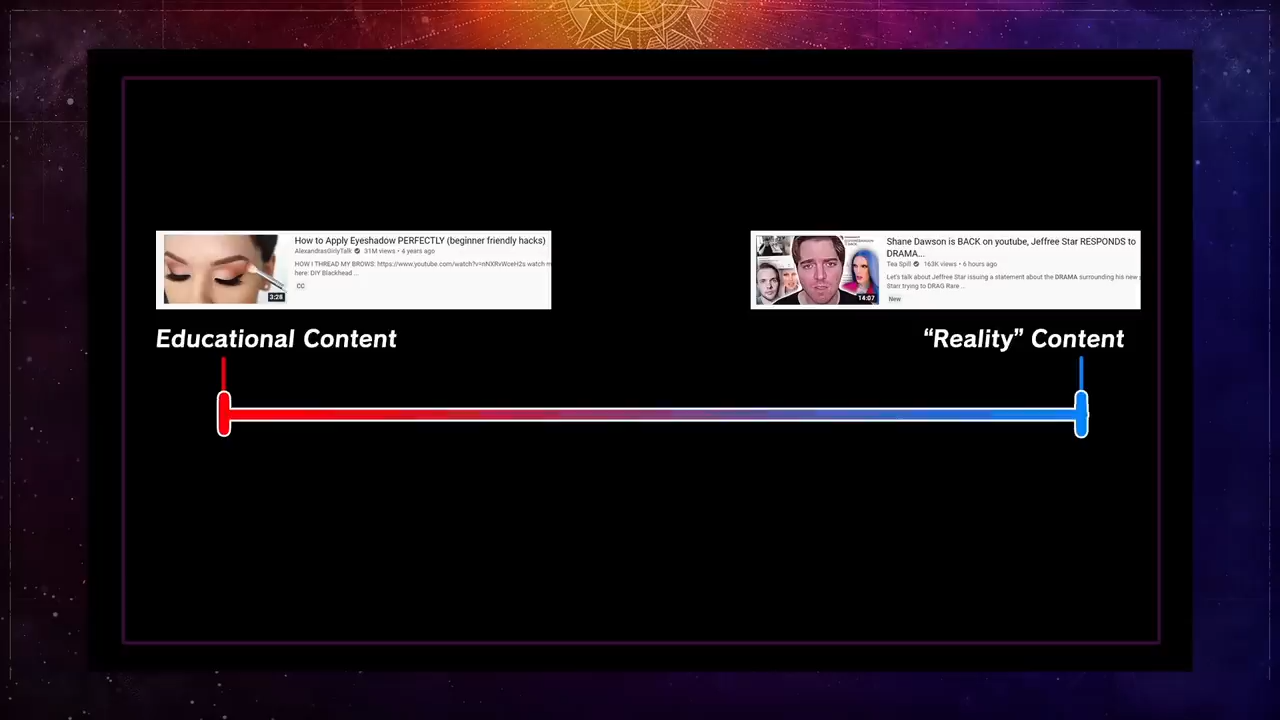 How to Apply Eyeshadow PERFECTLY (beginner friendly hacks)
AlexandrasGirlyTalk 31M views • 4 years ago
HOW I THREAD MY BROWS: https://www.youtube.com/watch?v=nNXRvWceH2s watch m
here: DIY Blackhead ...
CC
3:28
Shane Dawson is BACK on youtube, Jeffree Star RESPONDS to
DRAMA...
Tea Spill 163K views • 6 hours ago
Let's talk about Jeffree Star issuing a statement about the DRAMA surrounding his new
Starr trying to DRAG Rare ...
New
14:07
Educational Content
“Reality” Content